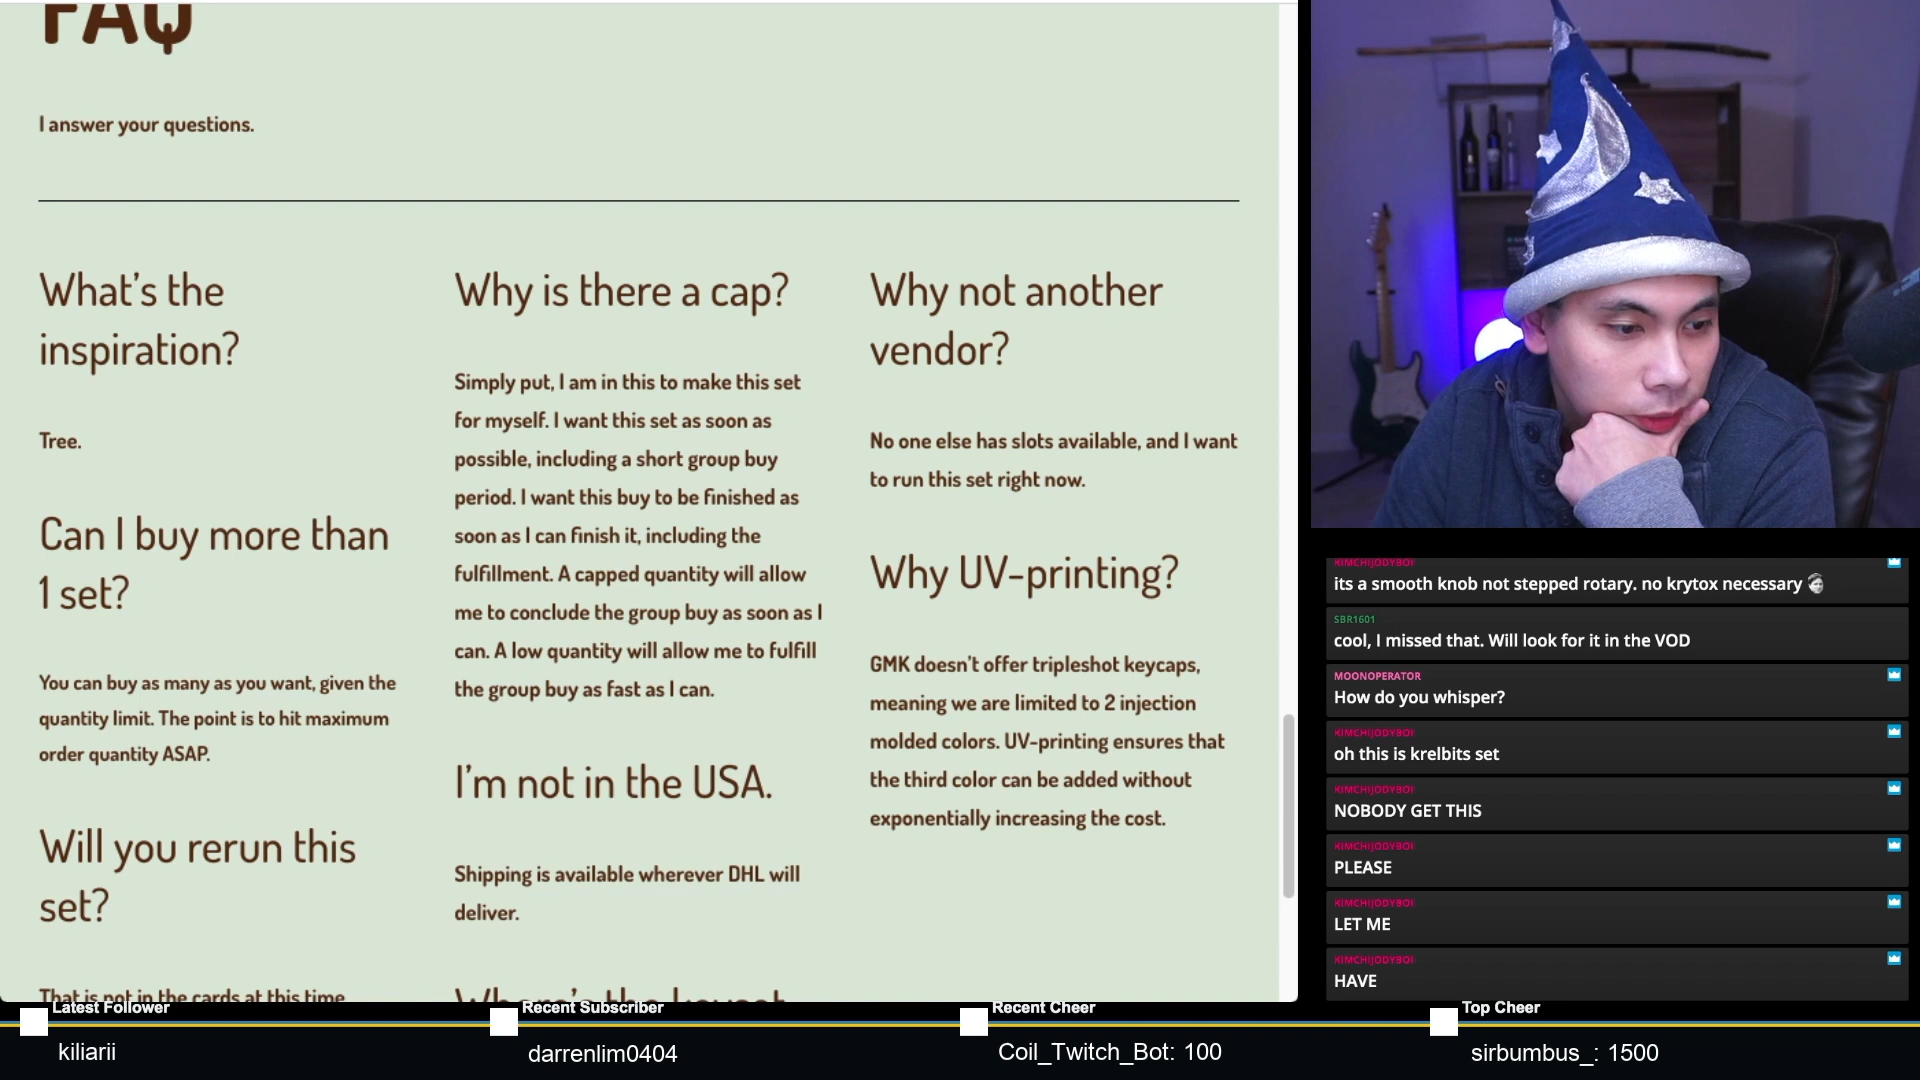 FAQ
I answer your questions.
What's the
inspiration?
Tree.
Can I buy more than
1 set?
You can buy as many as you want, given the
quantity limit. The point is to hit maximum
order quantity ASAP.
Will you rerun this
set?
That is not in the cards at this time
Why is there a cap?
Simply put, I am in this to make this set
for myself. I want this set as soon as
possible, including a short group buy
period. I want this buy to be finished as
soon as I can finish it, including the
fulfillment. A capped quantity will allow
me to conclude the group buy as soon as I
can. A low quantity will allow me to fulfill
the group buy as fast as I can.
I'm not in the USA.
Shipping is available wherever DHL will
deliver.
Where's the keyset
Why not another
vendor?
No one else has slots available, and I want
to run this set right now.
Why UV-printing?
GMK doesn't offer tripleshot keycaps,
meaning we are limited to 2 injection
molded colors. UV-printing ensures that
the third color can be added without
exponentially increasing the cost.
KIMCHIJODYBOI
its a smooth knob not stepped rotary. no krytox necessary
SBR1601
cool, I missed that. Will look for it in the VOD
MOONOPERATOR
How do you whisper?
KIMCHIJODYBOI
oh this is krelbits set
KIMCHIJODYBOI
NOBODY GET THIS
KIMCHIJODYBOI
PLEASE
KIMCHIJODYBOI
LET ME
KIMCHIJODYBOI
HAVE
Latest Follower
kiliarii
Recent Subscriber
darrenlim0404
Recent Cheer
Coil_Twitch_Bot: 100
Top Cheer
sirbumbus_: 1500